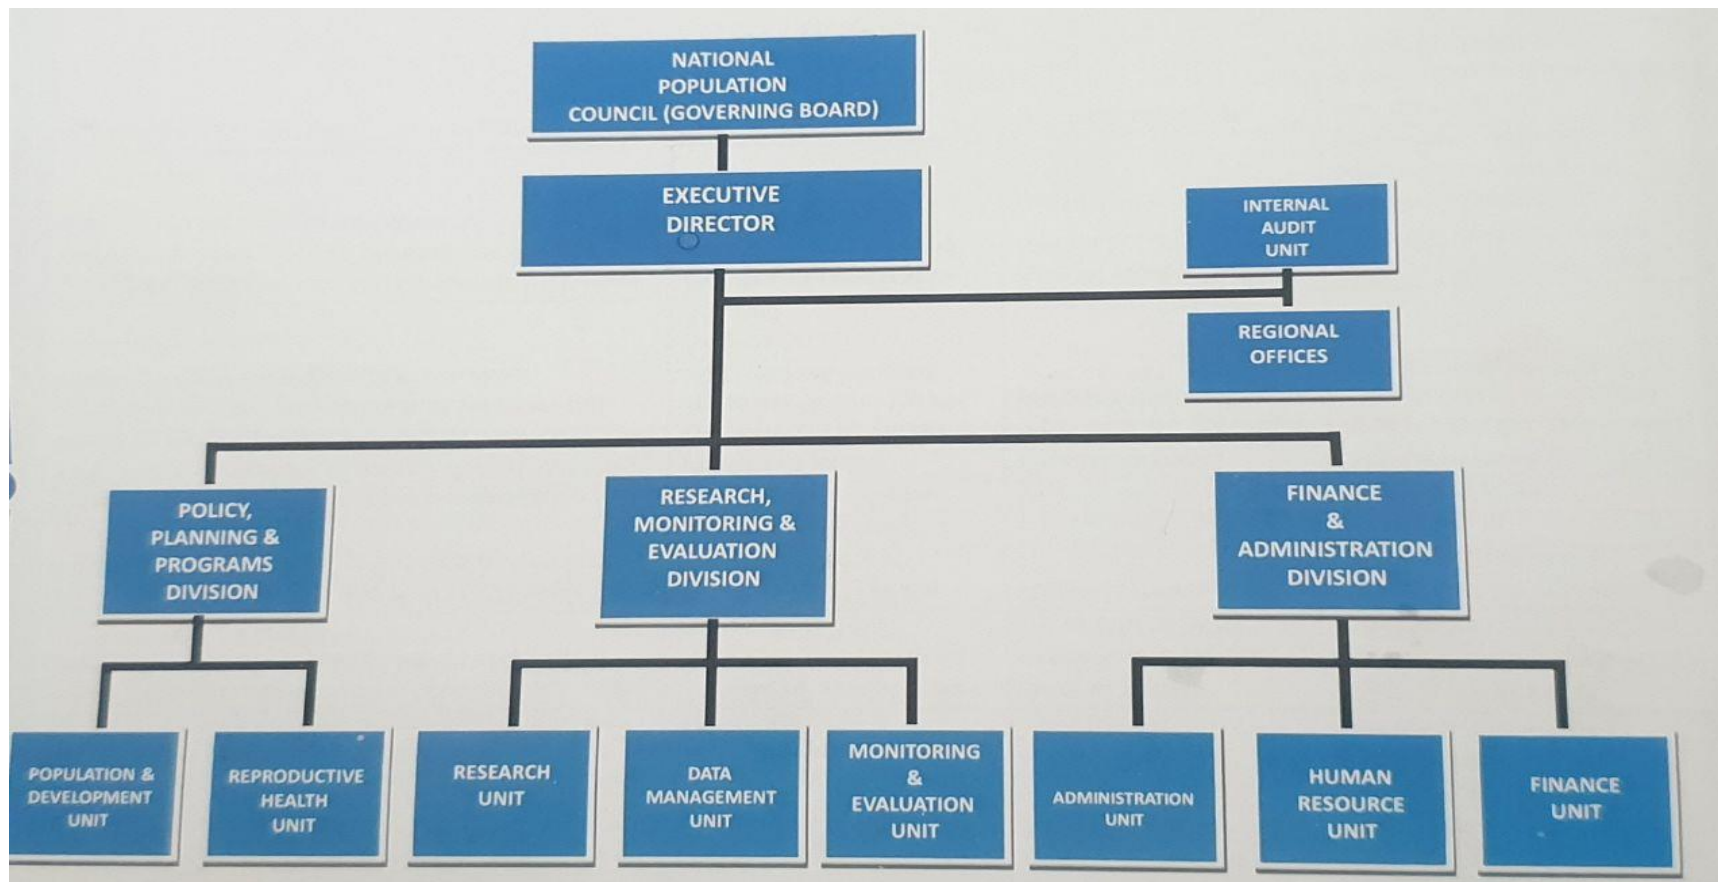 NATIONAL
POPULATION
COUNCIL (GOVERNING BOARD)
EXECUTIVE
DIRECTOR
INTERNAL
AUDIT
UNIT
REGIONAL
OFFICES
POLICY,
PLANNING &
PROGRAMS
DIVISION
RESEARCH,
MONITORING &
EVALUATION
DIVISION
FINANCE
&
ADMINISTRATION
DIVISION
POPULATION &
DEVELOPMENT
UNIT
REPRODUCTIVE
HEALTH
UNIT
RESEARCH
UNIT
DATA
MANAGEMENT
UNIT
MONITORING
&
EVALUATION
UNIT
ADMINISTRATION
UNIT
HUMAN
RESOURCE
UNIT
FINANCE
UNIT